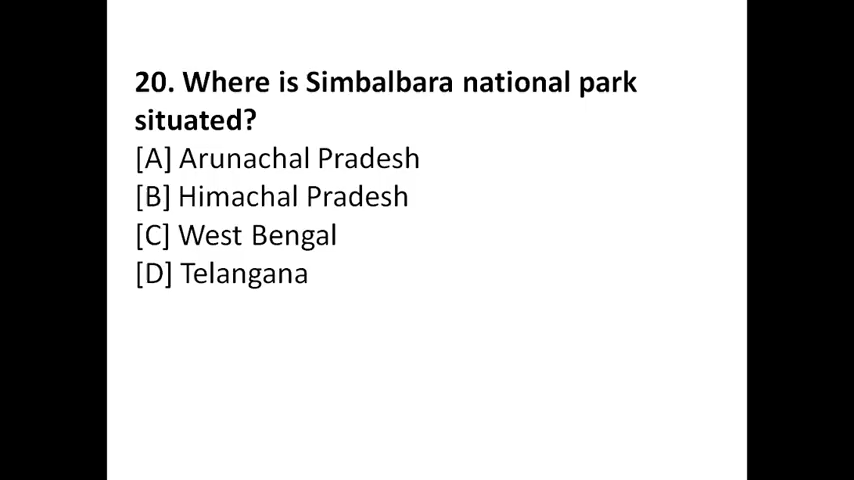 20. Where is Simbalbara national park
situated?
[A] Arunachal Pradesh
[B] Himachal Pradesh
[C] West Bengal
[D] Telangana